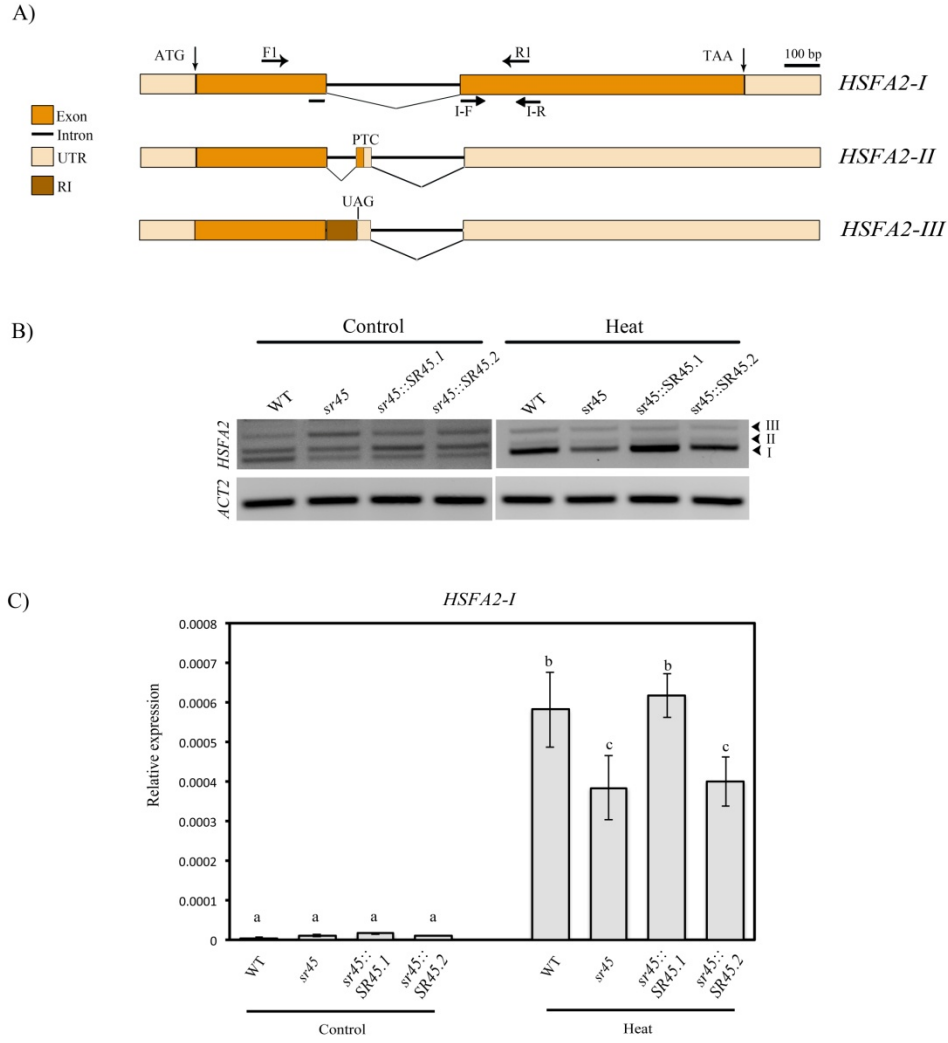 A)
ATG
F1
R1
TAA
100 bp
HSFA2-I
I-F
I-R
Exon
Intron
UTR
RI
PTC
HSFA2-II
UAG
HSFA2-III
B)
Control
Heat
WT
sr45
sr45::SR45.1
sr45::SR45.2
WT
sr45
sr45::SR45.1
sr45::SR45.2
HSFA2
III
II
I
ACT2
C)
HSFA2-I
Relative expression
0.0008
0.0007
0.0006
0.0005
0.0004
0.0003
0.0002
0.0001
0
a
a
a
a
b
c
b
c
WT
sr45
sr45::
SR45.1
sr45::
SR45.2
WT
sr45
sr45::
SR45.1
sr45::
SR45.2
Control
Heat